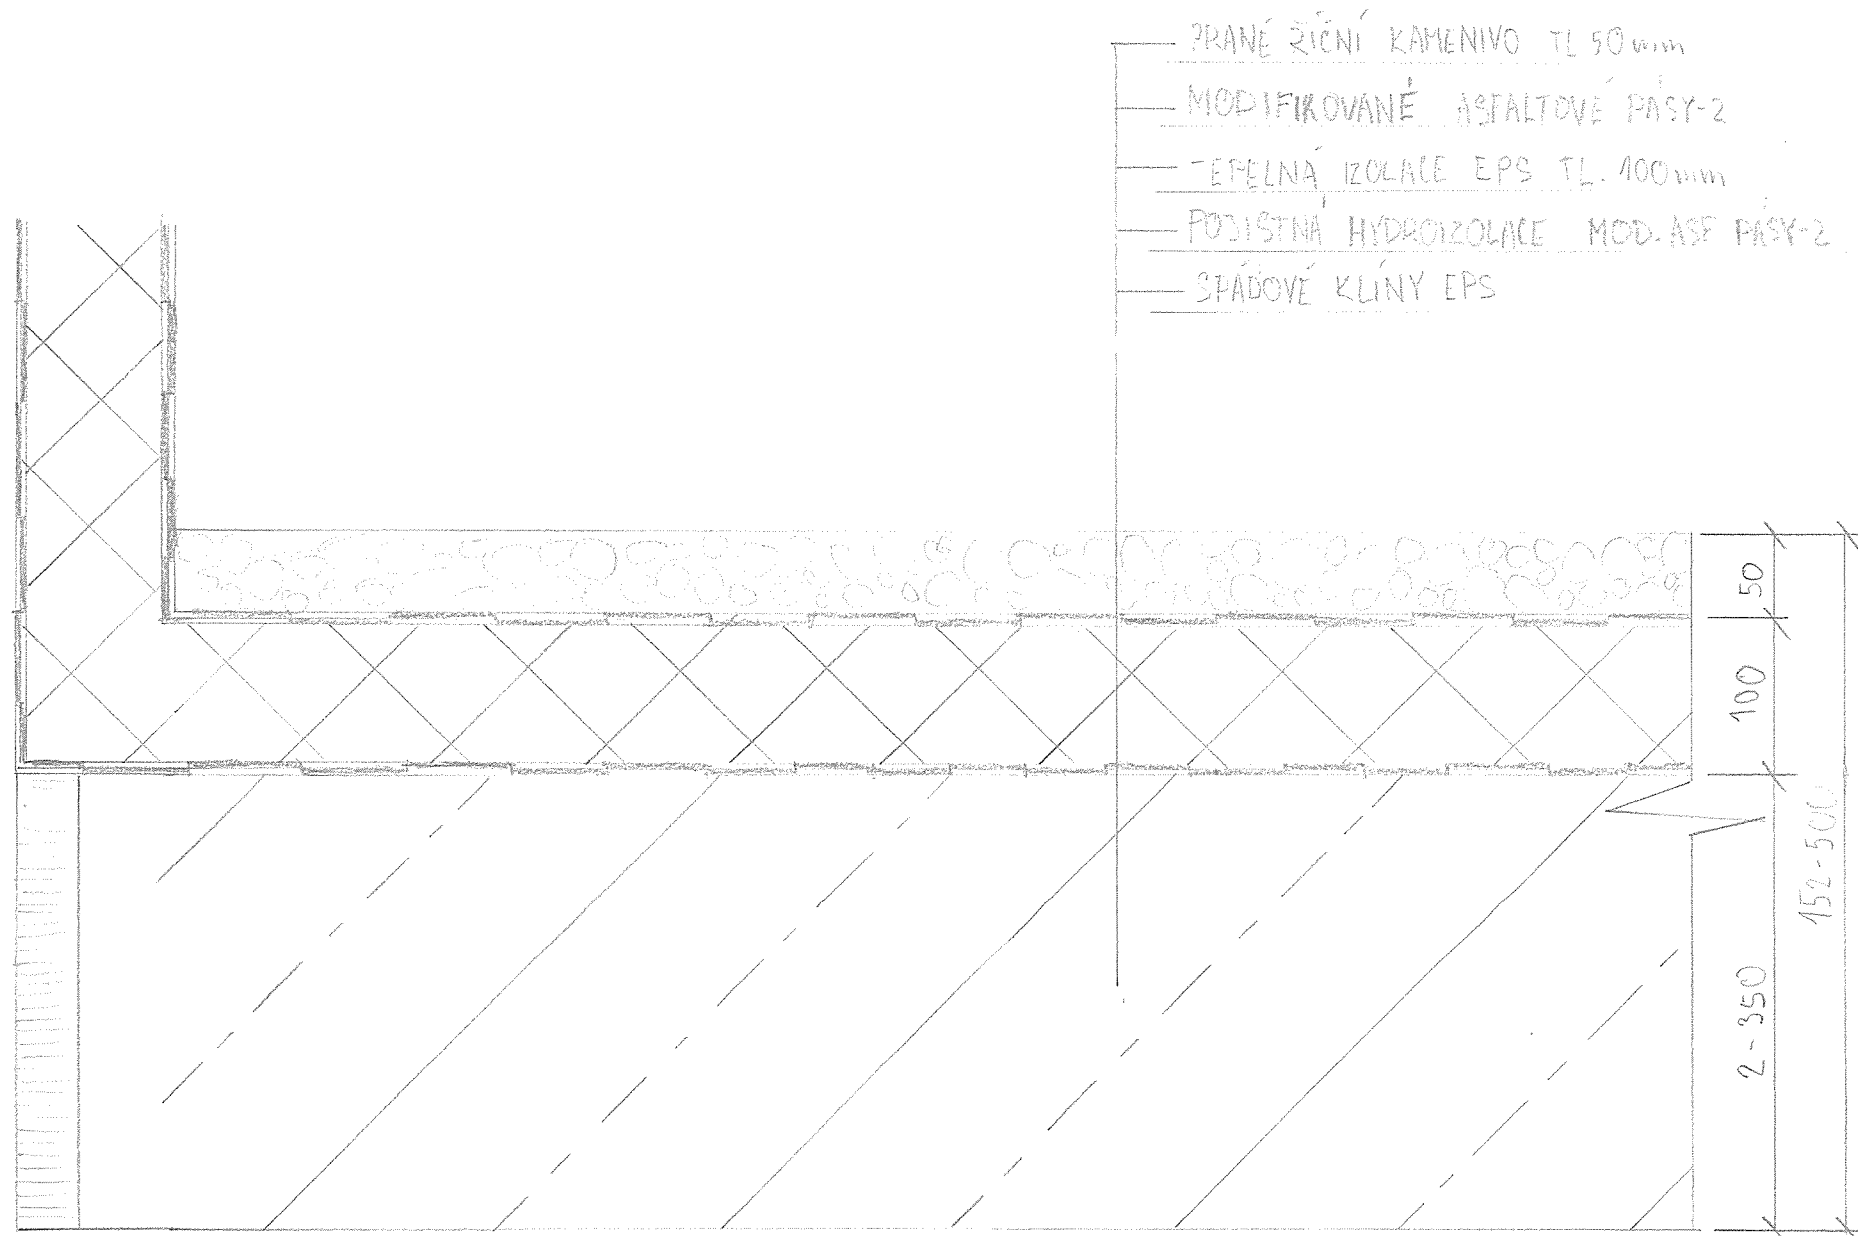 PRANÉ ŘÍČNÍ KAMENIVO TL 50mm
MODIFIKOVANÉ ASFALTOVÉ PÁSY-2
TEPELNÁ IZOLACE EPS TL. 100mm
POJISTNÁ HYDROIZOLACE MOD. ASF PÁSY-2
SPÁDOVÉ KLÍNY EPS
50
100
152-500
2-350